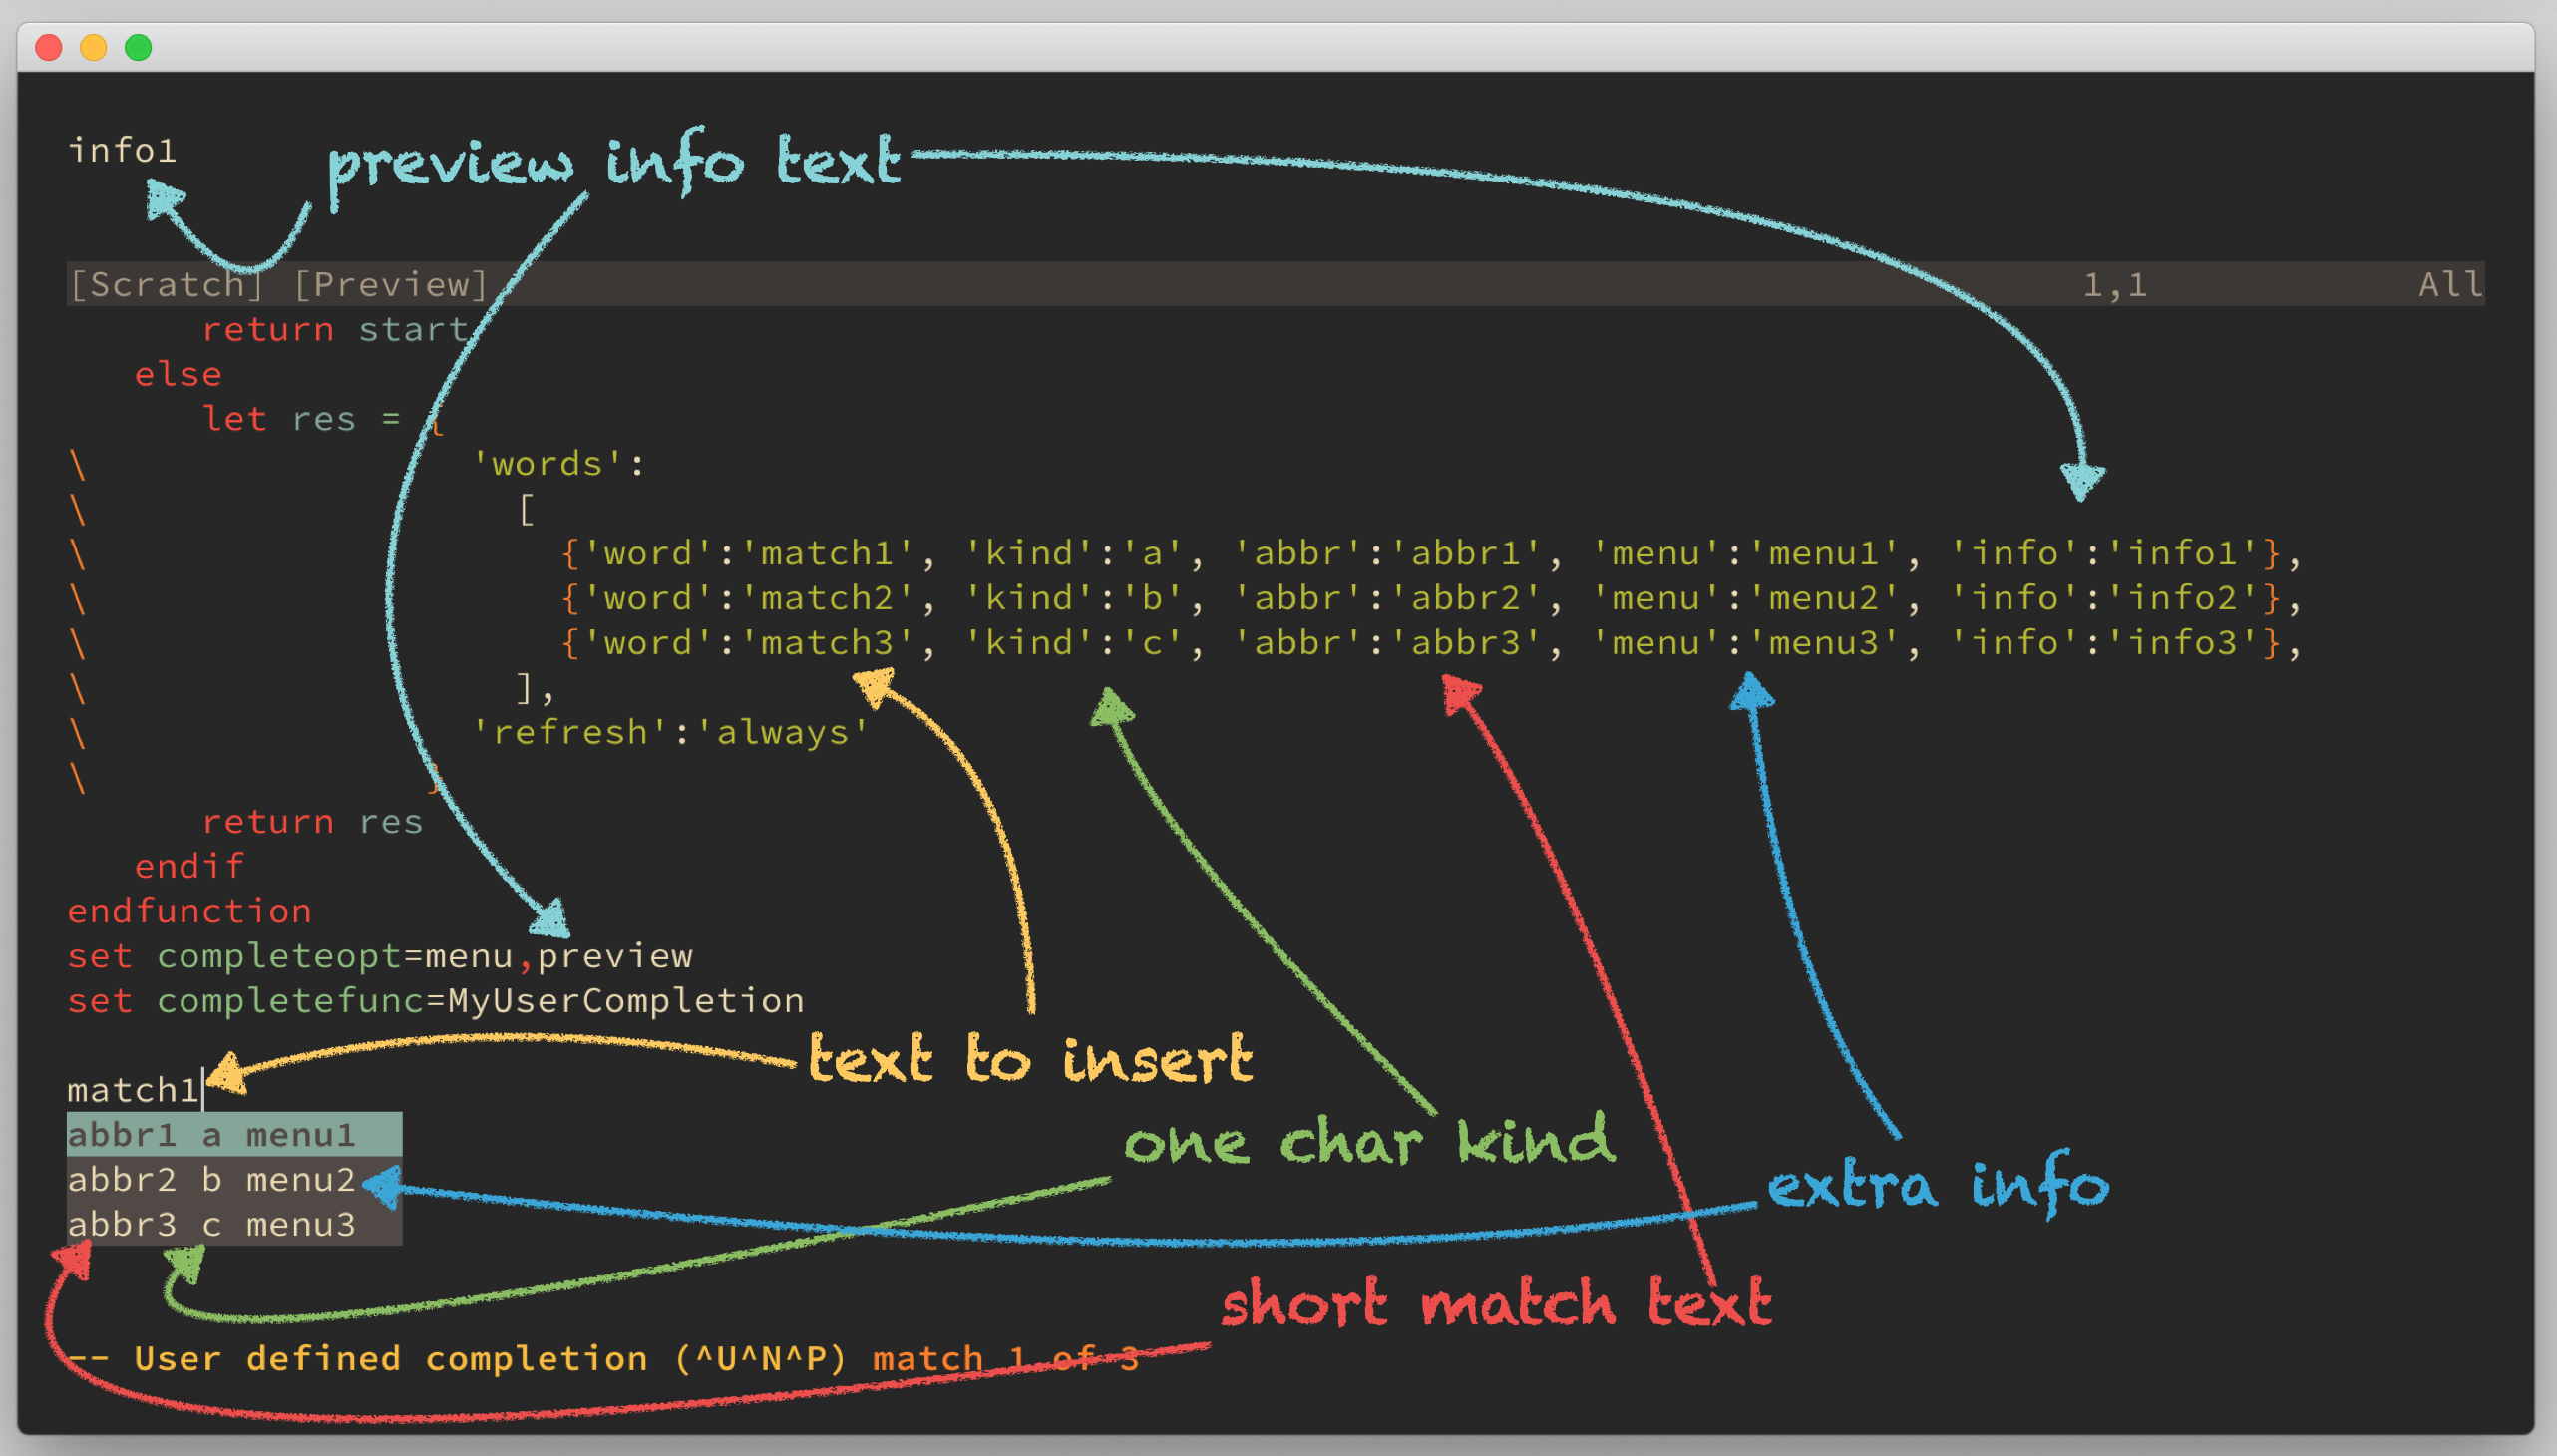 info1
preview info text
[Scratch] [Preview] 1,1 All
return start
else
let res = {
\ 'words':
\ [
\ {'word':'match1', 'kind':'a', 'abbr':'abbr1', 'menu':'menu1', 'info':'info1'},
\ {'word':'match2', 'kind':'b', 'abbr':'abbr2', 'menu':'menu2', 'info':'info2'},
\ {'word':'match3', 'kind':'c', 'abbr':'abbr3', 'menu':'menu3', 'info':'info3'},
\ ],
\ 'refresh':'always'
\ }
return res
endif
endfunction
set completeopt=menu,preview
set completefunc=MyUserCompletion
text to insert
match1
abbr1 a menu1
one char kind
abbr2 b menu2
extra info
abbr3 c menu3
short match text
-- User defined completion (^U^N^P) match 1 of 3